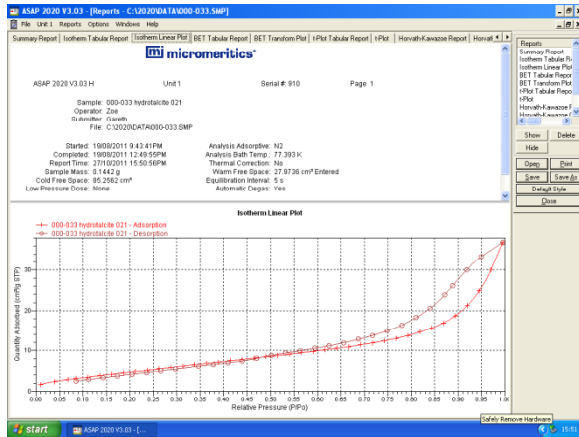 ASAP 2020 V3.03 - [Reports - C:\2020\DATA\000-033.SMP]
File Unit 1 Reports Options Windows Help
Summary Report Isotherm Tabular Report Isotherm Linear Plot BET Tabular Report BET Transform Plot t-Plot Tabular Report t-Plot Horvath-Kawazoe Report
micromeritics
ASAP 2020 V3.03 H Unit 1 Serial #: 910 Page 1
Sample: 000-033 hydrotalcite 021
Operator: Zoe
Submitter: Gareth
File: C:\2020\DATA\000-033.SMP
Started: 19/08/2011 9:43:41PM Analysis Adsorptive: N2
Completed: 19/08/2011 12:49:55PM Analysis Bath Temp.: 77.393 K
Report Time: 27/10/2011 15:50:56PM Thermal Correction: No
Sample Mass: 0.1442 g Warm Free Space: 27.9736 cm³ Entered
Cold Free Space: 85.2562 cm³ Equilibration Interval: 5 s
Low Pressure Dose: None Automatic Degas: Yes
Isotherm Linear Plot
000-033 hydrotalcite 021 - Adsorption
000-033 hydrotalcite 021 - Desorption
Quantity Adsorbed (cm³/g STP)
30
20
10
0
0.00 0.05 0.10 0.15 0.20 0.25 0.30 0.35 0.40 0.45 0.50 0.55 0.60 0.65 0.70 0.75 0.80 0.85 0.90 0.95
Relative Pressure (P/Po)
Reports
Summary Report
Isotherm Tabular
Isotherm Linear Plot
BET Tabular Report
BET Transform Plot
t-Plot Tabular Repo
t-Plot
Horvath-Kawazoe
Show Delete
Hide
Open Print
Save Save As
Default Style
Close
Safely Remove Hardware
start ASAP 2020 V3.03 - [... 15:51